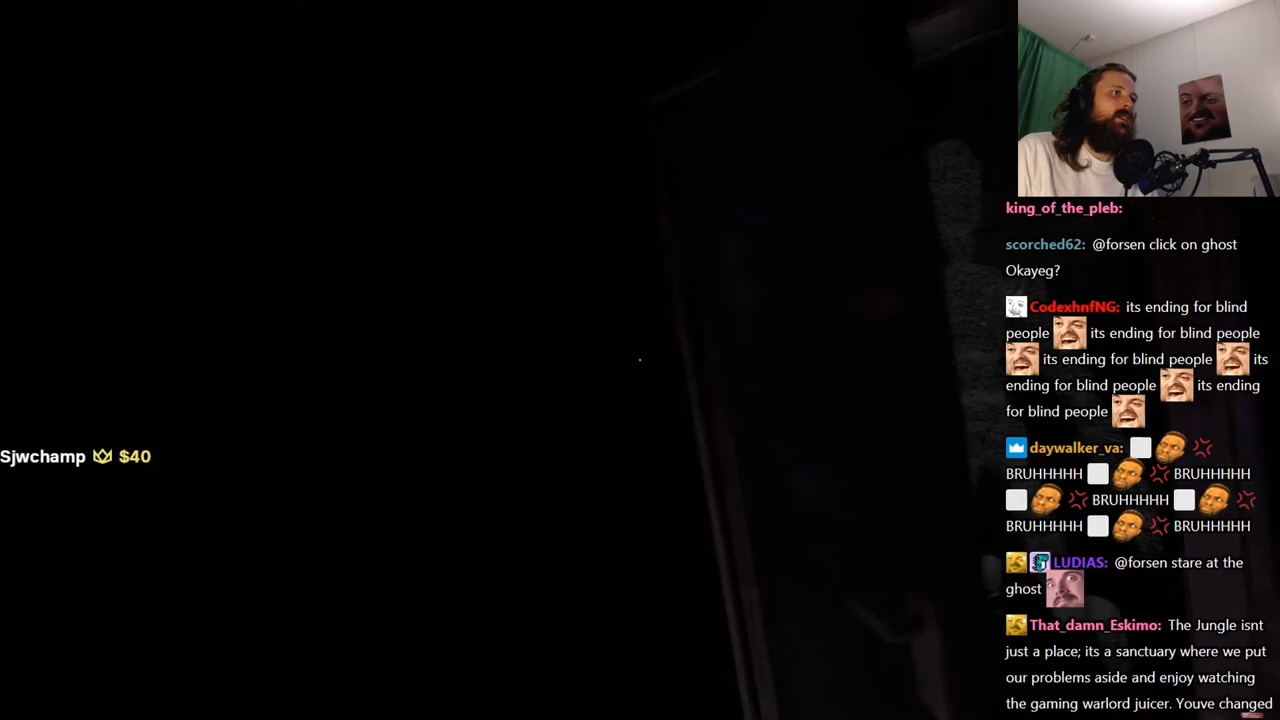 king_of_the_pleb:
scorched62: @forsen click on ghost
Okayeg?
CodexhnfNG: its ending for blind
people its ending for blind people
its ending for blind people its
ending for blind people its ending
for blind people
daywalker_va:
BRUHHHHH BRUHHHHH
BRUHHHHH
BRUHHHHH BRUHHHHH
LUDIAS: @forsen stare at the
ghost
That_damn_Eskimo: The Jungle isnt
just a place; its a sanctuary where we put
our problems aside and enjoy watching
the gaming warlord juicer. Youve changed
Sjwchamp $40